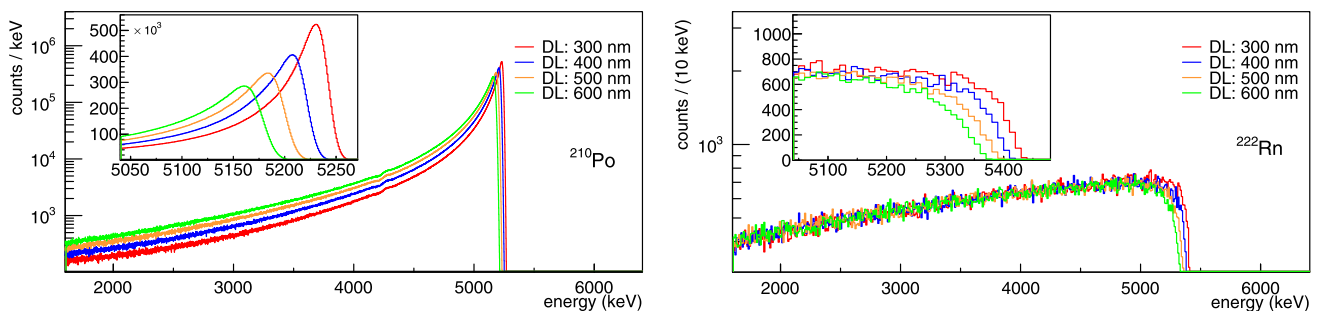 counts / keV
10⁶
10⁵
10⁴
10³
500
× 10³
400
300
200
100
5050 5100 5150 5200 5250
DL: 300 nm
DL: 400 nm
DL: 500 nm
DL: 600 nm
²¹⁰Po
2000 3000 4000 5000 6000
energy (keV)
counts / (10 keV)
10³
1000
800
600
400
200
0
5100 5200 5300 5400
DL: 300 nm
DL: 400 nm
DL: 500 nm
DL: 600 nm
²²²Rn
2000 3000 4000 5000 6000
energy (keV)